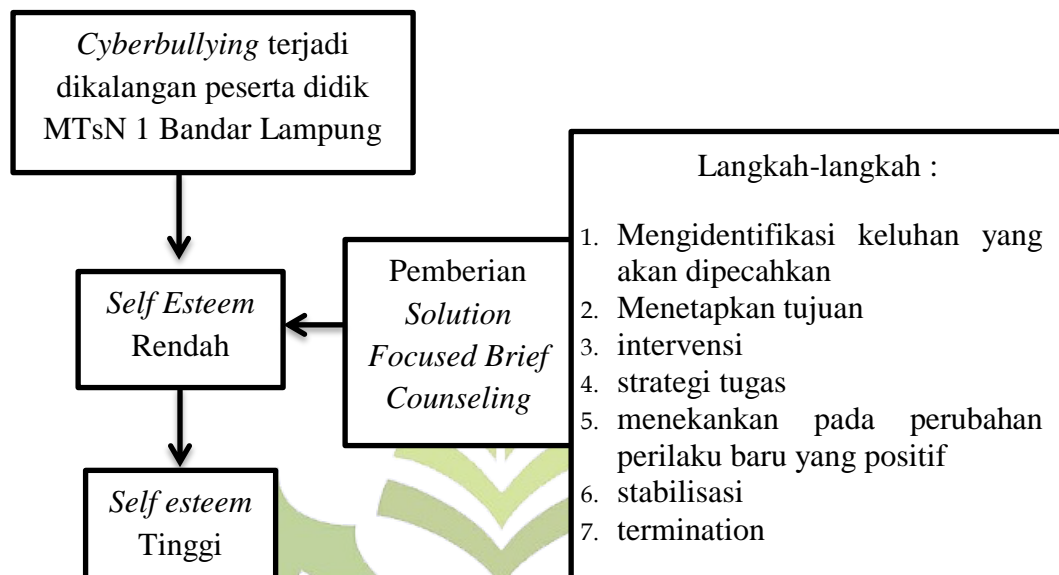 Cyberbullying terjadi
dikalangan peserta didik
MTsN 1 Bandar Lampung
Self Esteem
Rendah
Self esteem
Tinggi
Pemberian
Solution
Focused Brief
Counseling
Langkah-langkah :
1. Mengidentifikasi keluhan yang
akan dipecahkan
2. Menetapkan tujuan
3. intervensi
4. strategi tugas
5. menekankan pada perubahan
perilaku baru yang positif
6. stabilisasi
7. termination